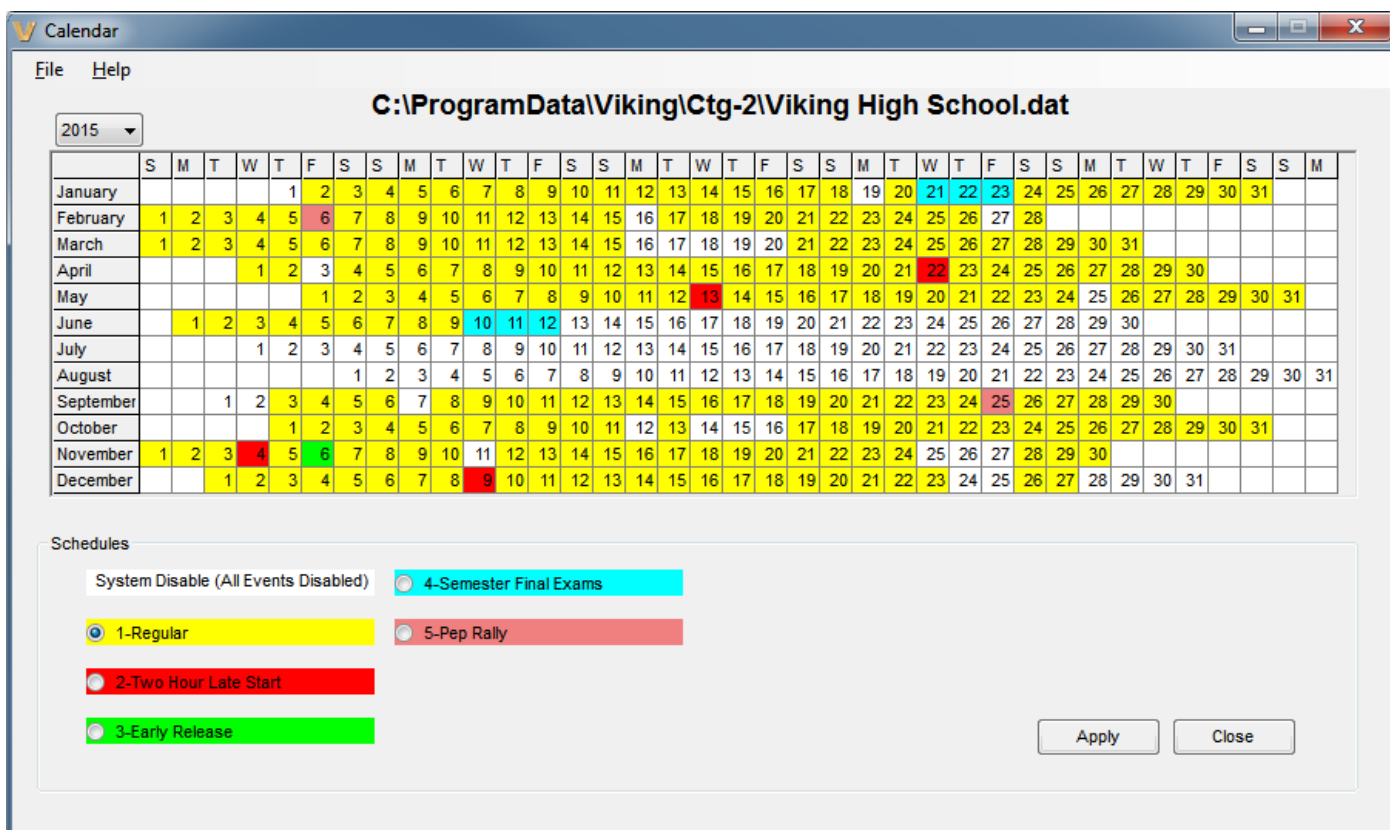 Calendar
File Help
C:\ProgramData\Viking\Ctg-2\Viking High School.dat
2015
S M T W T F S S M T W T F S S M T W T F S S M T W T F S S M T W T F S S M
January 1 2 3 4 5 6 7 8 9 10 11 12 13 14 15 16 17 18 19 20 21 22 23 24 25 26 27 28 29 30 31
February 1 2 3 4 5 6 7 8 9 10 11 12 13 14 15 16 17 18 19 20 21 22 23 24 25 26 27 28
March 1 2 3 4 5 6 7 8 9 10 11 12 13 14 15 16 17 18 19 20 21 22 23 24 25 26 27 28 29 30 31
April 1 2 3 4 5 6 7 8 9 10 11 12 13 14 15 16 17 18 19 20 21 22 23 24 25 26 27 28 29 30
May 1 2 3 4 5 6 7 8 9 10 11 12 13 14 15 16 17 18 19 20 21 22 23 24 25 26 27 28 29 30 31
June 1 2 3 4 5 6 7 8 9 10 11 12 13 14 15 16 17 18 19 20 21 22 23 24 25 26 27 28 29 30
July 1 2 3 4 5 6 7 8 9 10 11 12 13 14 15 16 17 18 19 20 21 22 23 24 25 26 27 28 29 30 31
August 1 2 3 4 5 6 7 8 9 10 11 12 13 14 15 16 17 18 19 20 21 22 23 24 25 26 27 28 29 30 31
September 1 2 3 4 5 6 7 8 9 10 11 12 13 14 15 16 17 18 19 20 21 22 23 24 25 26 27 28 29 30
October 1 2 3 4 5 6 7 8 9 10 11 12 13 14 15 16 17 18 19 20 21 22 23 24 25 26 27 28 29 30 31
November 1 2 3 4 5 6 7 8 9 10 11 12 13 14 15 16 17 18 19 20 21 22 23 24 25 26 27 28 29 30
December 1 2 3 4 5 6 7 8 9 10 11 12 13 14 15 16 17 18 19 20 21 22 23 24 25 26 27 28 29 30 31
Schedules
System Disable (All Events Disabled) 4-Semester Final Exams
1-Regular 5-Pep Rally
2-Two Hour Late Start
3-Early Release
Apply Close